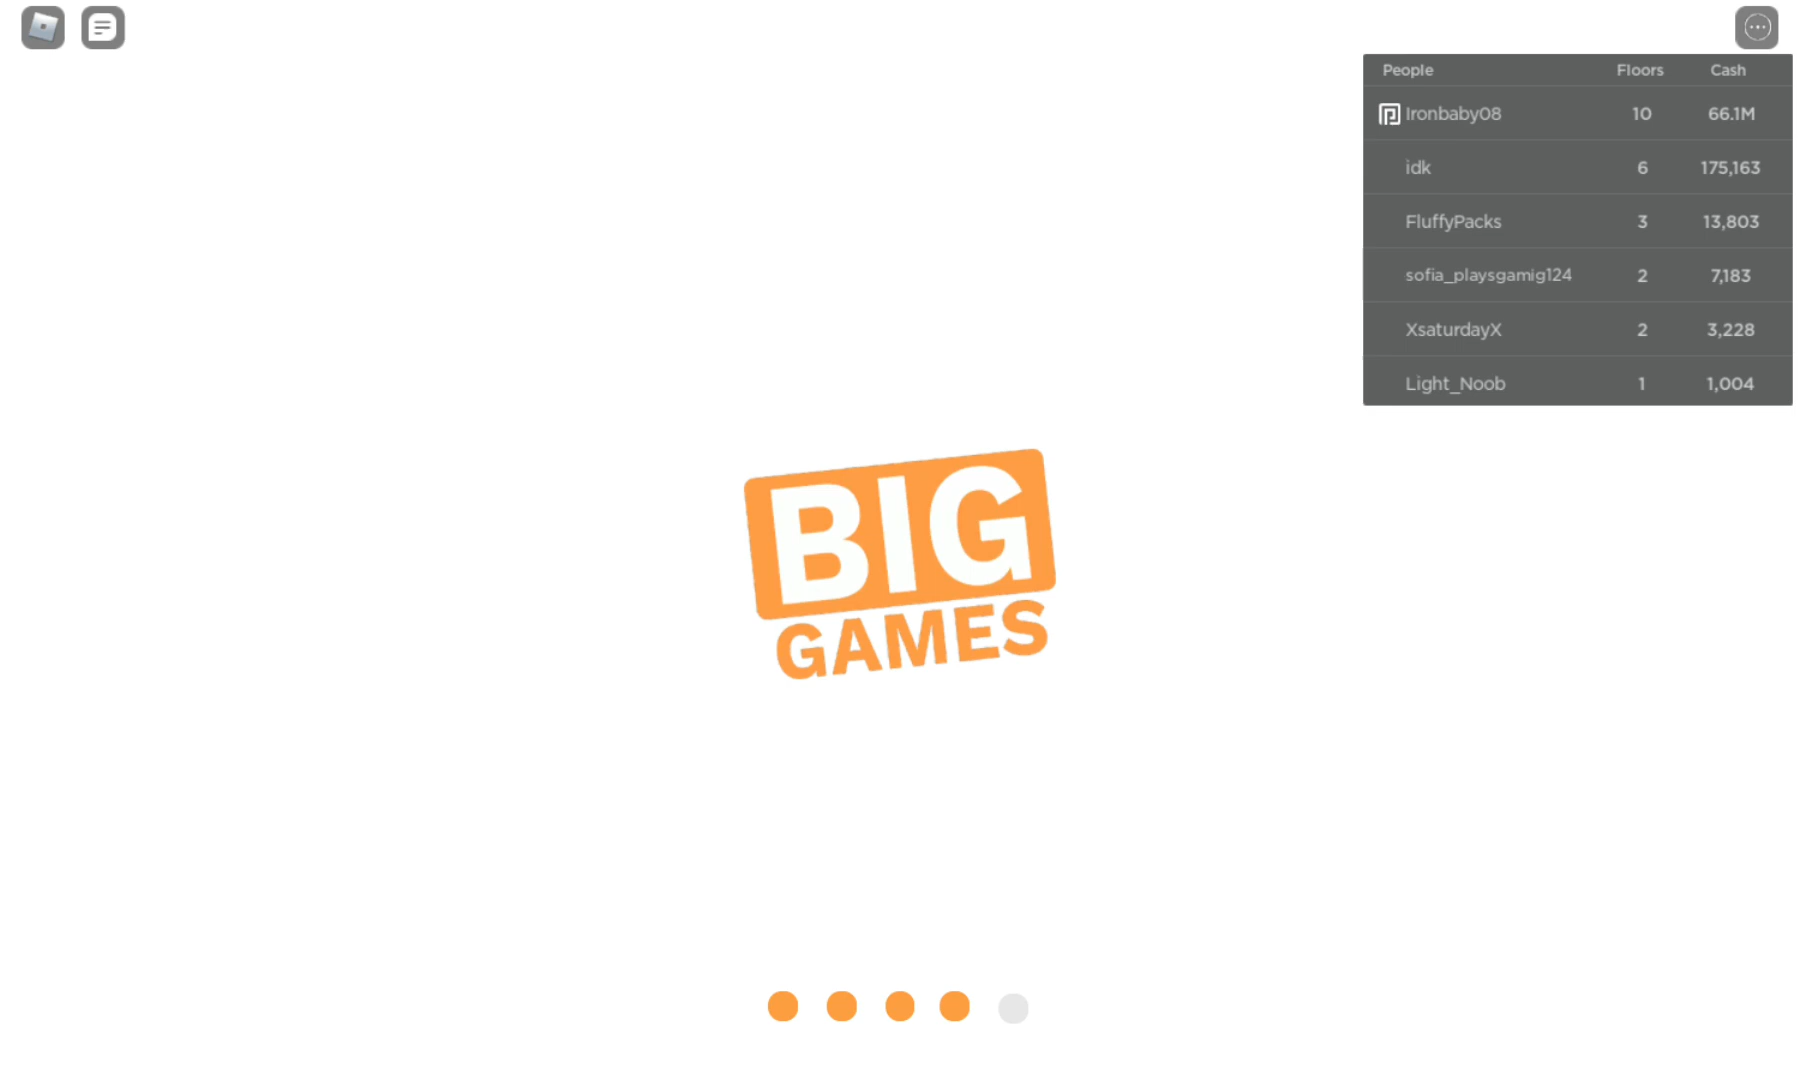 People Floors Cash
Ironbaby08 10 66.1M
idk 6 175,163
FluffyPacks 3 13,803
sofia_playsgamig124 2 7,183
XsaturdayX 2 3,228
Light_Noob 1 1,004
BIG
GAMES